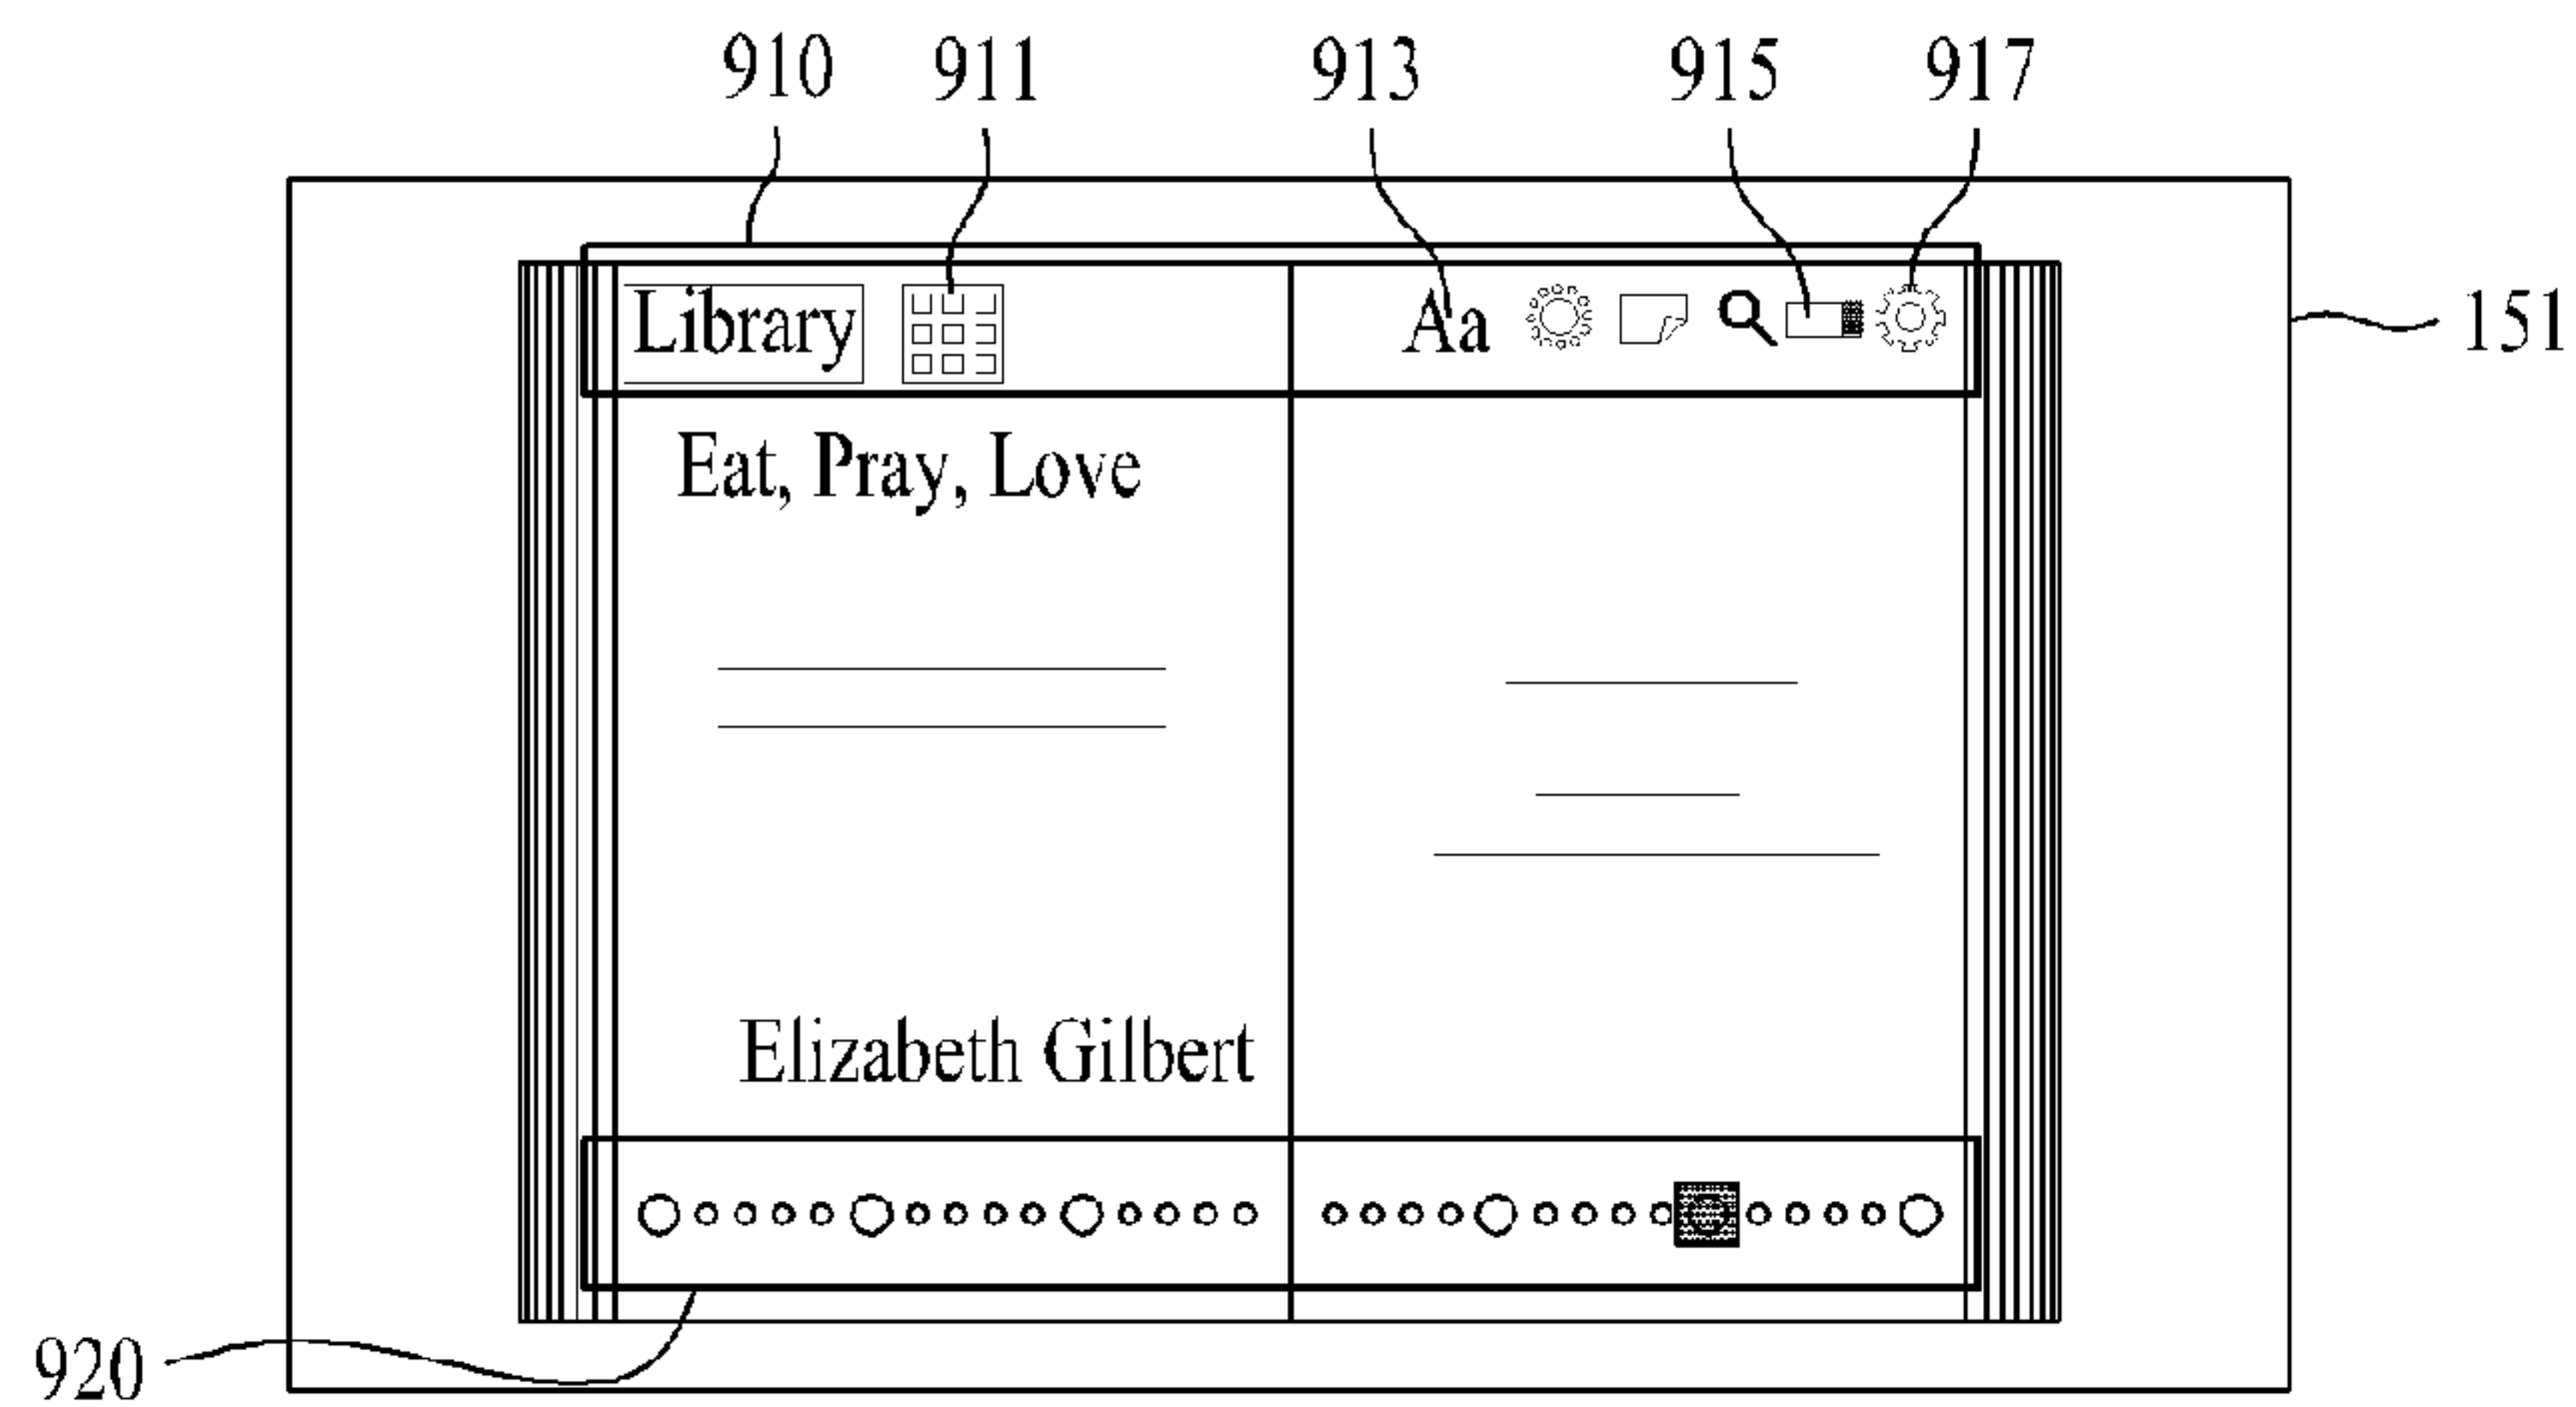 910 911 913 915 917
Library Aa
151
Eat, Pray, Love
Elizabeth Gilbert
920